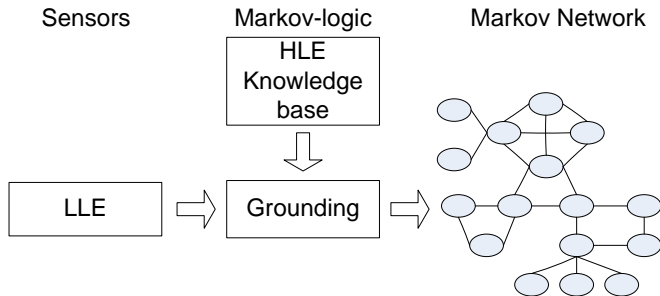 Sensors
Markov-logic
Markov Network
HLE
Knowledge
base
LLE
Grounding